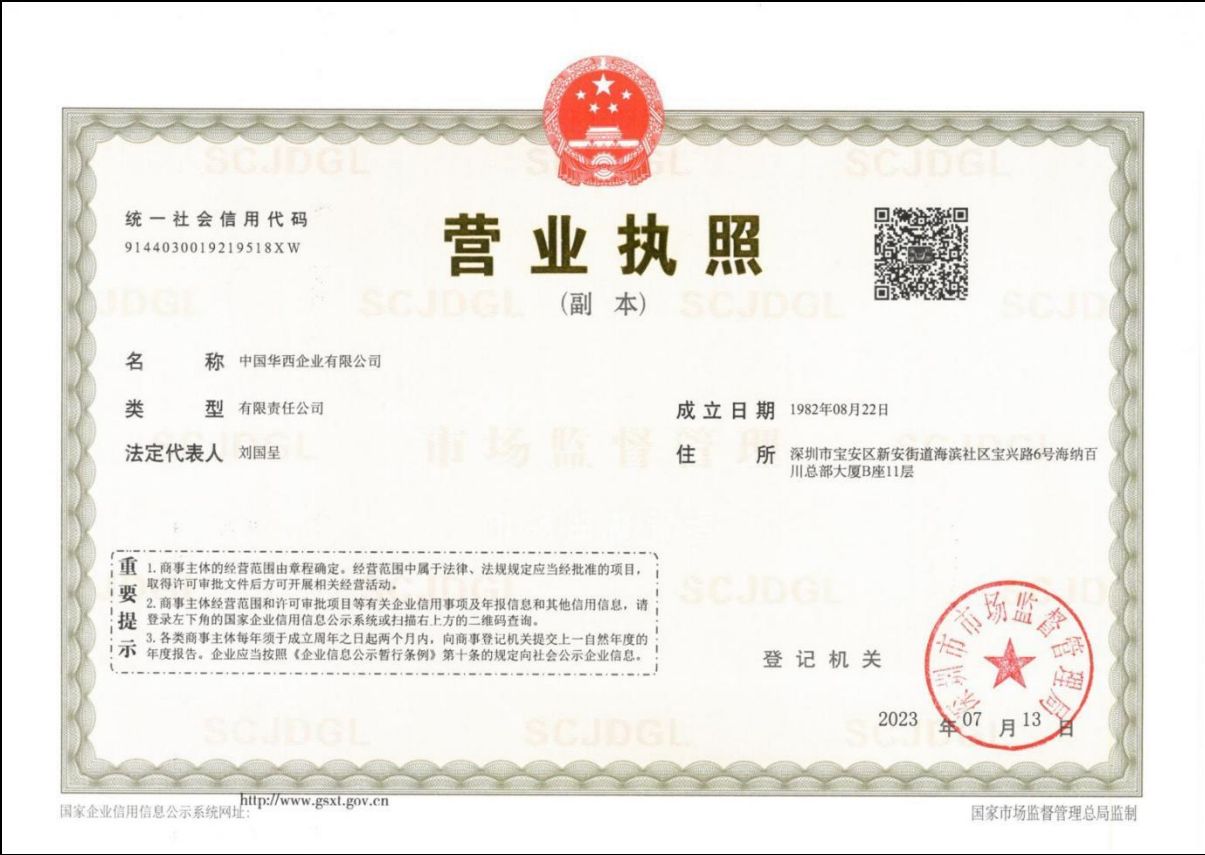 统一社会信用代码
9144030019219518XW
营业执照
(副 本)
名 称 中国华西企业有限公司
类 型 有限责任公司
法定代表人 刘国呈
成立日期 1982年08月22日
住 所 深圳市宝安区新安街道海滨社区宝兴路6号海纳百
川总部大厦B座11层
重要提示
1. 商事主体的经营范围由章程确定。经营范围中属于法律、法规规定应当经批准的项目，
取得许可审批文件后方可开展相关经营活动。
2. 商事主体经营范围和许可审批项目等有关企业信用事项及年报信息和其他信用信息，请
登录左下角的国家企业信用信息公示系统或扫描右上方的二维码查询。
3. 各类商事主体每年须于成立周年之日起两个月内，向商事登记机关提交上一自然年度的
年度报告。企业应当按照《企业信息公示暂行条例》第十条的规定向社会公示企业信息。
登记机关
深圳市市场监督管理局
2023 年 07 月 13 日
国家企业信用信息公示系统网址: http://www.gsxt.gov.cn
国家市场监督管理总局监制
SCJDGL
市场监督管理